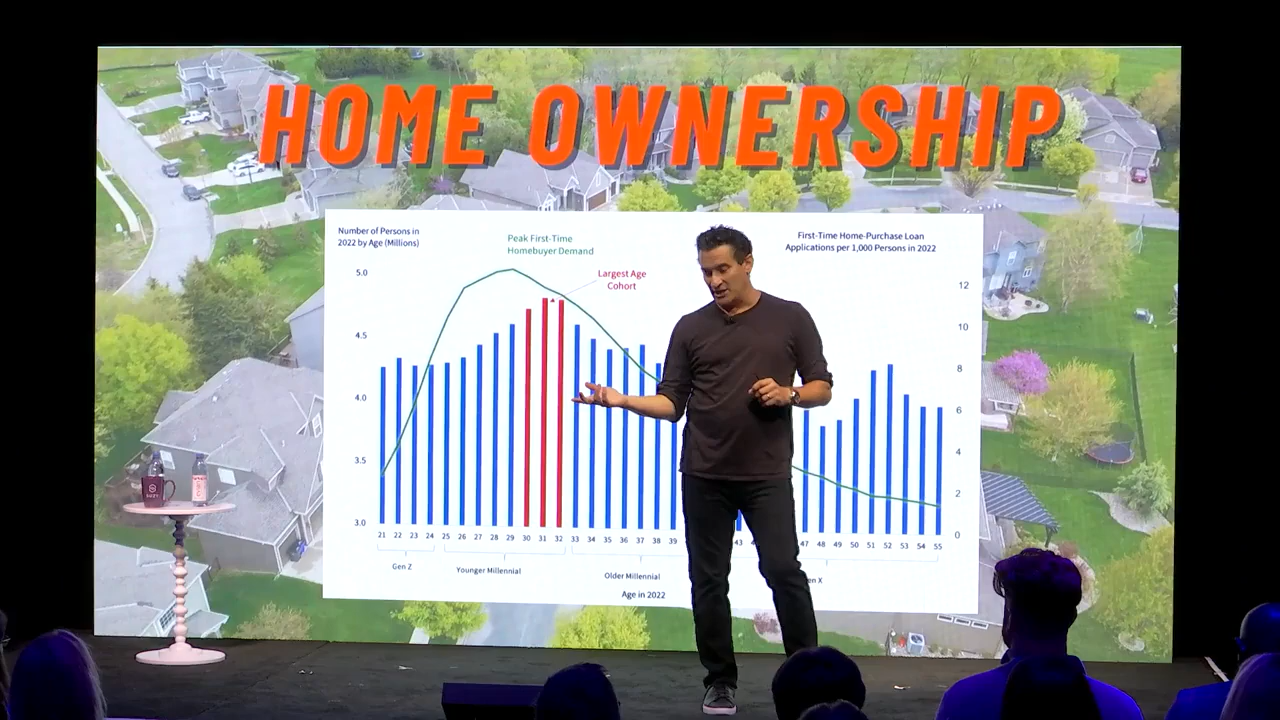 HOME OWNERSHIP
Number of Persons in
2022 by Age (Millions)
Peak First-Time
Homebuyer Demand
Largest Age
Cohort
First-Time Home-Purchase Loan
Applications per 1,000 Persons in 2022
5.0
4.5
4.0
3.5
3.0
12
10
8
6
4
2
0
21 22 23 24 25 26 27 28 29 30 31 32 33 34 35 36 37 38 39 43 47 48 49 50 51 52 53 54 55
Gen Z
Younger Millennial
Older Millennial
X
Age in 2022